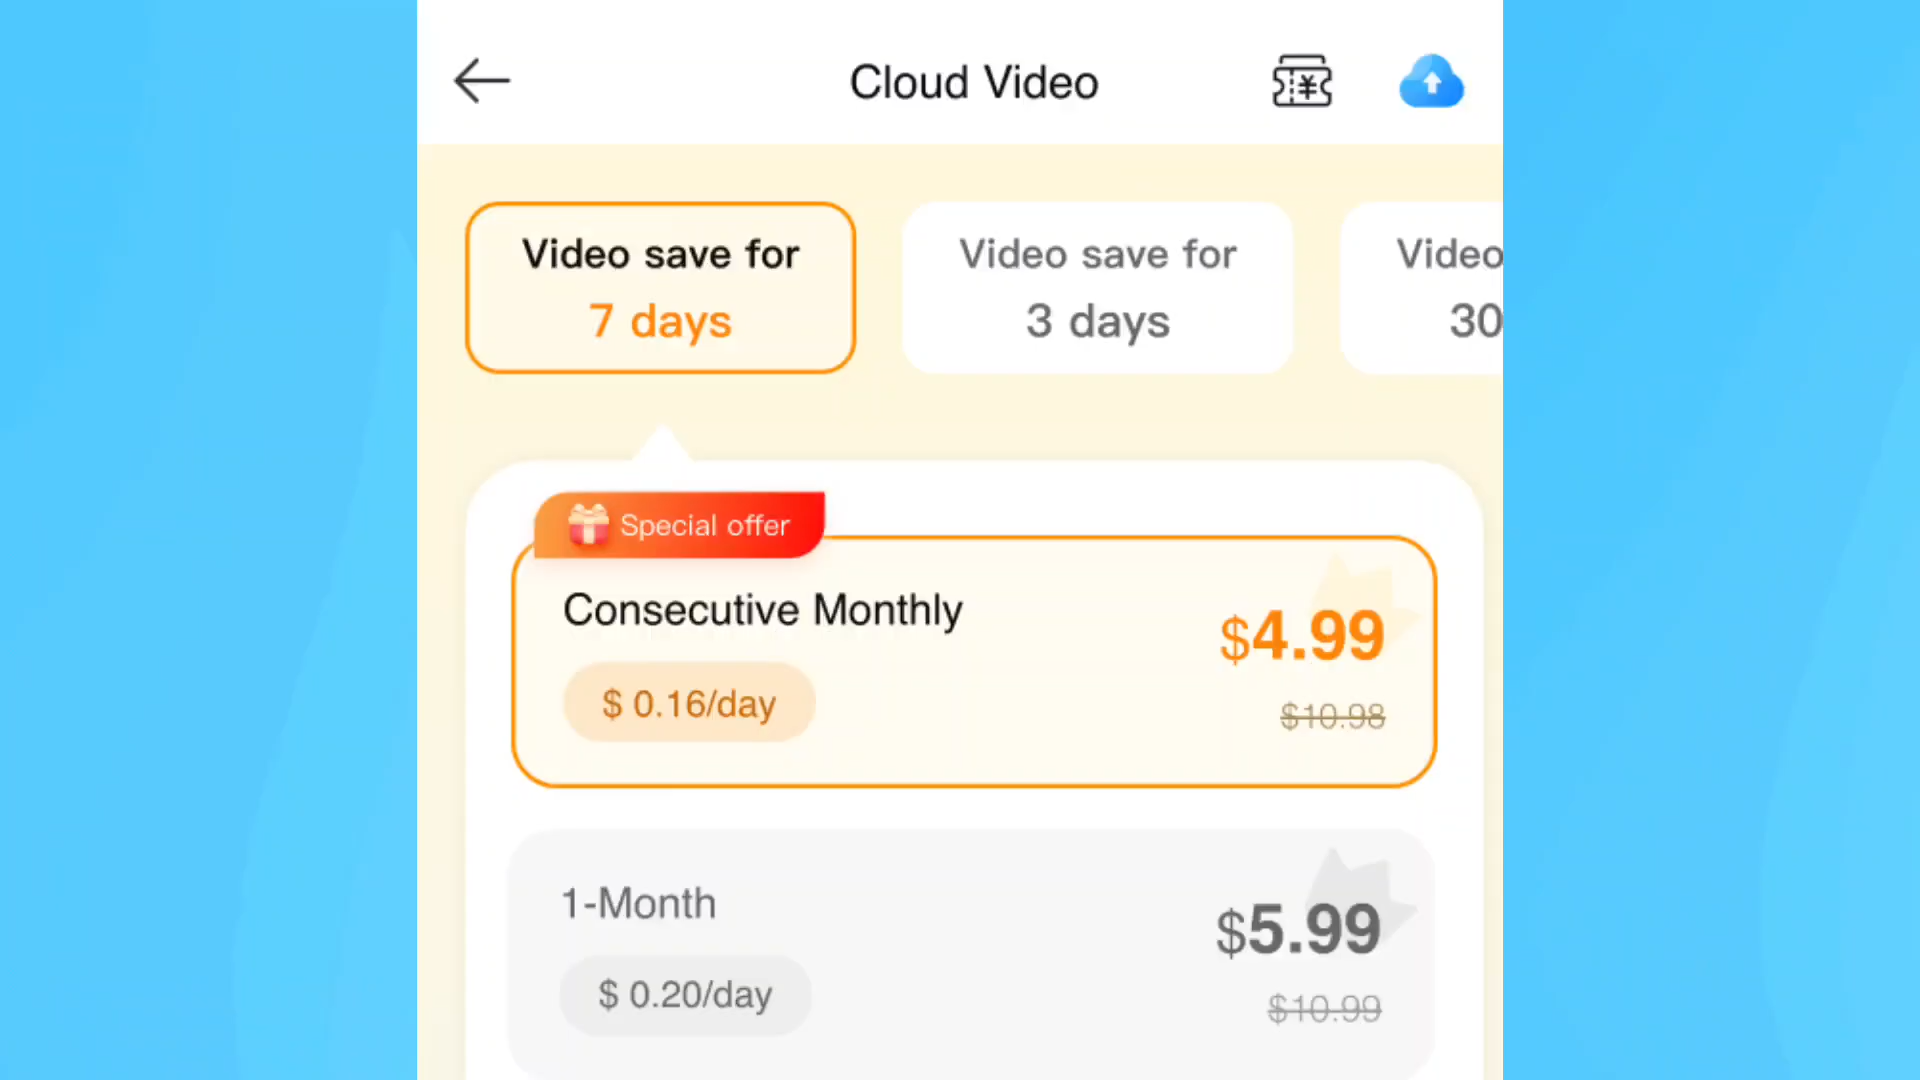 Cloud Video
¥
Video save for
7 days
Video save for
3 days
Video
30
Special offer
Consecutive Monthly
$4.99
$ 0.16/day
$10.98
1-Month
$5.99
$ 0.20/day
$10.99